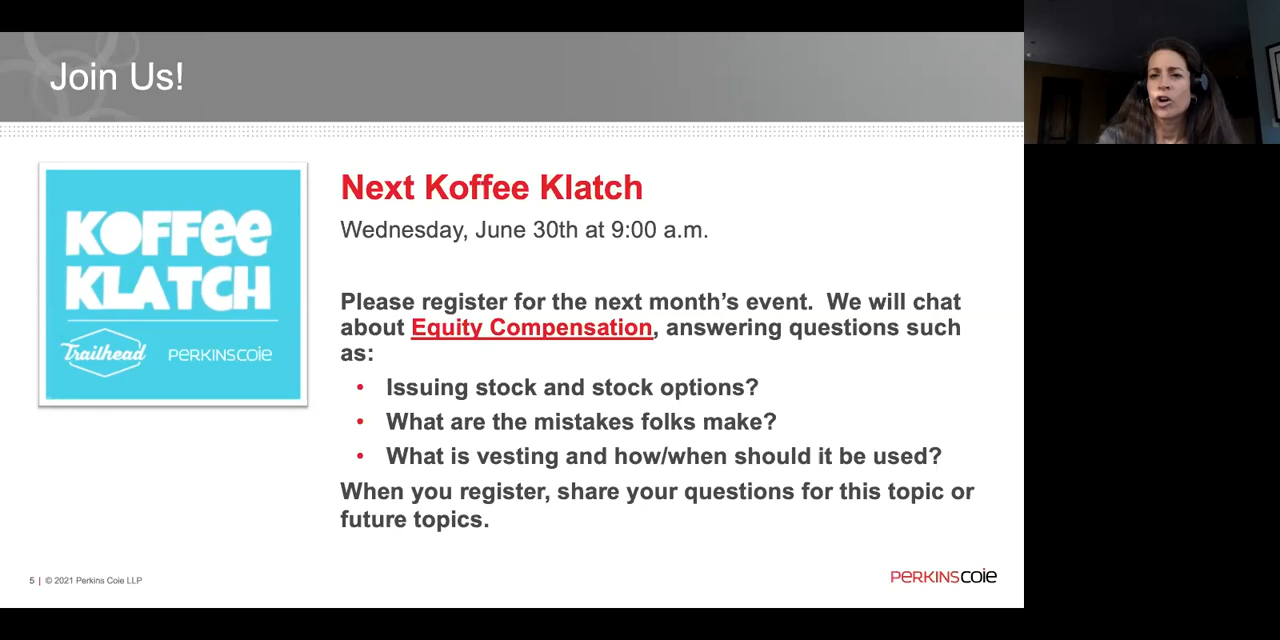 Join Us!
KOFFee
KLATCH
Trailhead
PERKINSCOIE
Next Koffee Klatch
Wednesday, June 30th at 9:00 a.m.
Please register for the next month’s event.  We will chat
about Equity Compensation, answering questions such
as:
• Issuing stock and stock options?
• What are the mistakes folks make?
• What is vesting and how/when should it be used?
When you register, share your questions for this topic or
future topics.
5 | © 2021 Perkins Coie LLP
PERKINSCOIE